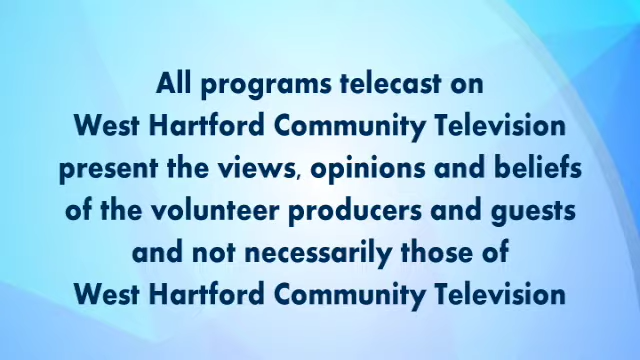 All programs telecast on
West Hartford Community Television
present the views, opinions and beliefs
of the volunteer producers and guests
and not necessarily those of
West Hartford Community Television